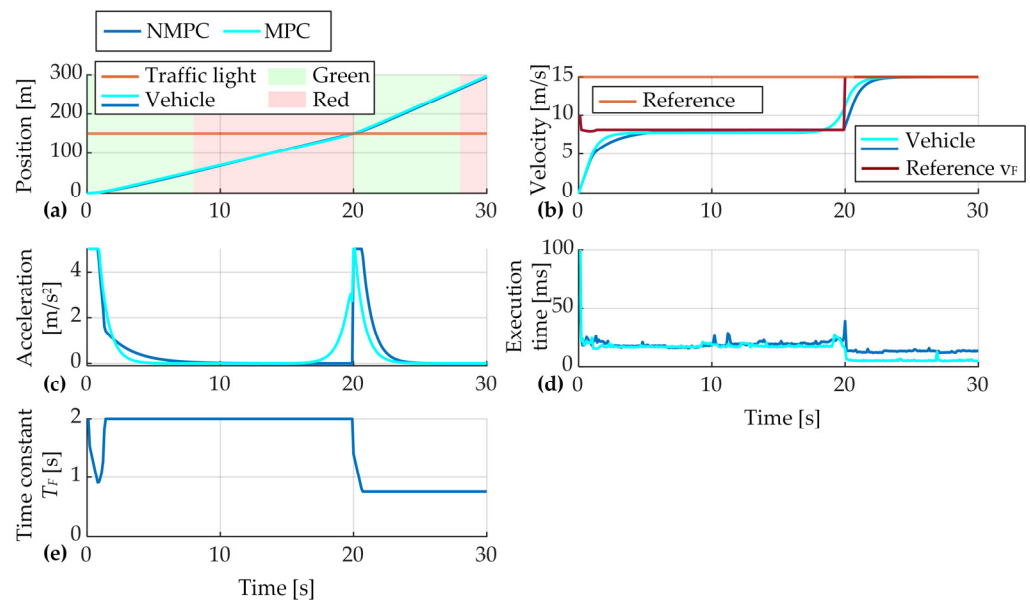 NMPC MPC
Traffic light Green
Vehicle Red
Position [m]
300
200
100
0
(a)
0 10 20 30
Velocity [m/s]
15
10
5
0
Reference
Vehicle
Reference vF
(b)
0 10 20 30
Acceleration
[m/s²]
4
2
0
(c)
0 10 20 30
Execution
time [ms]
100
50
0
(d)
0 10 20 30
Time [s]
Time constant
TF [s]
2
1
0
(e)
0 10 20 30
Time [s]